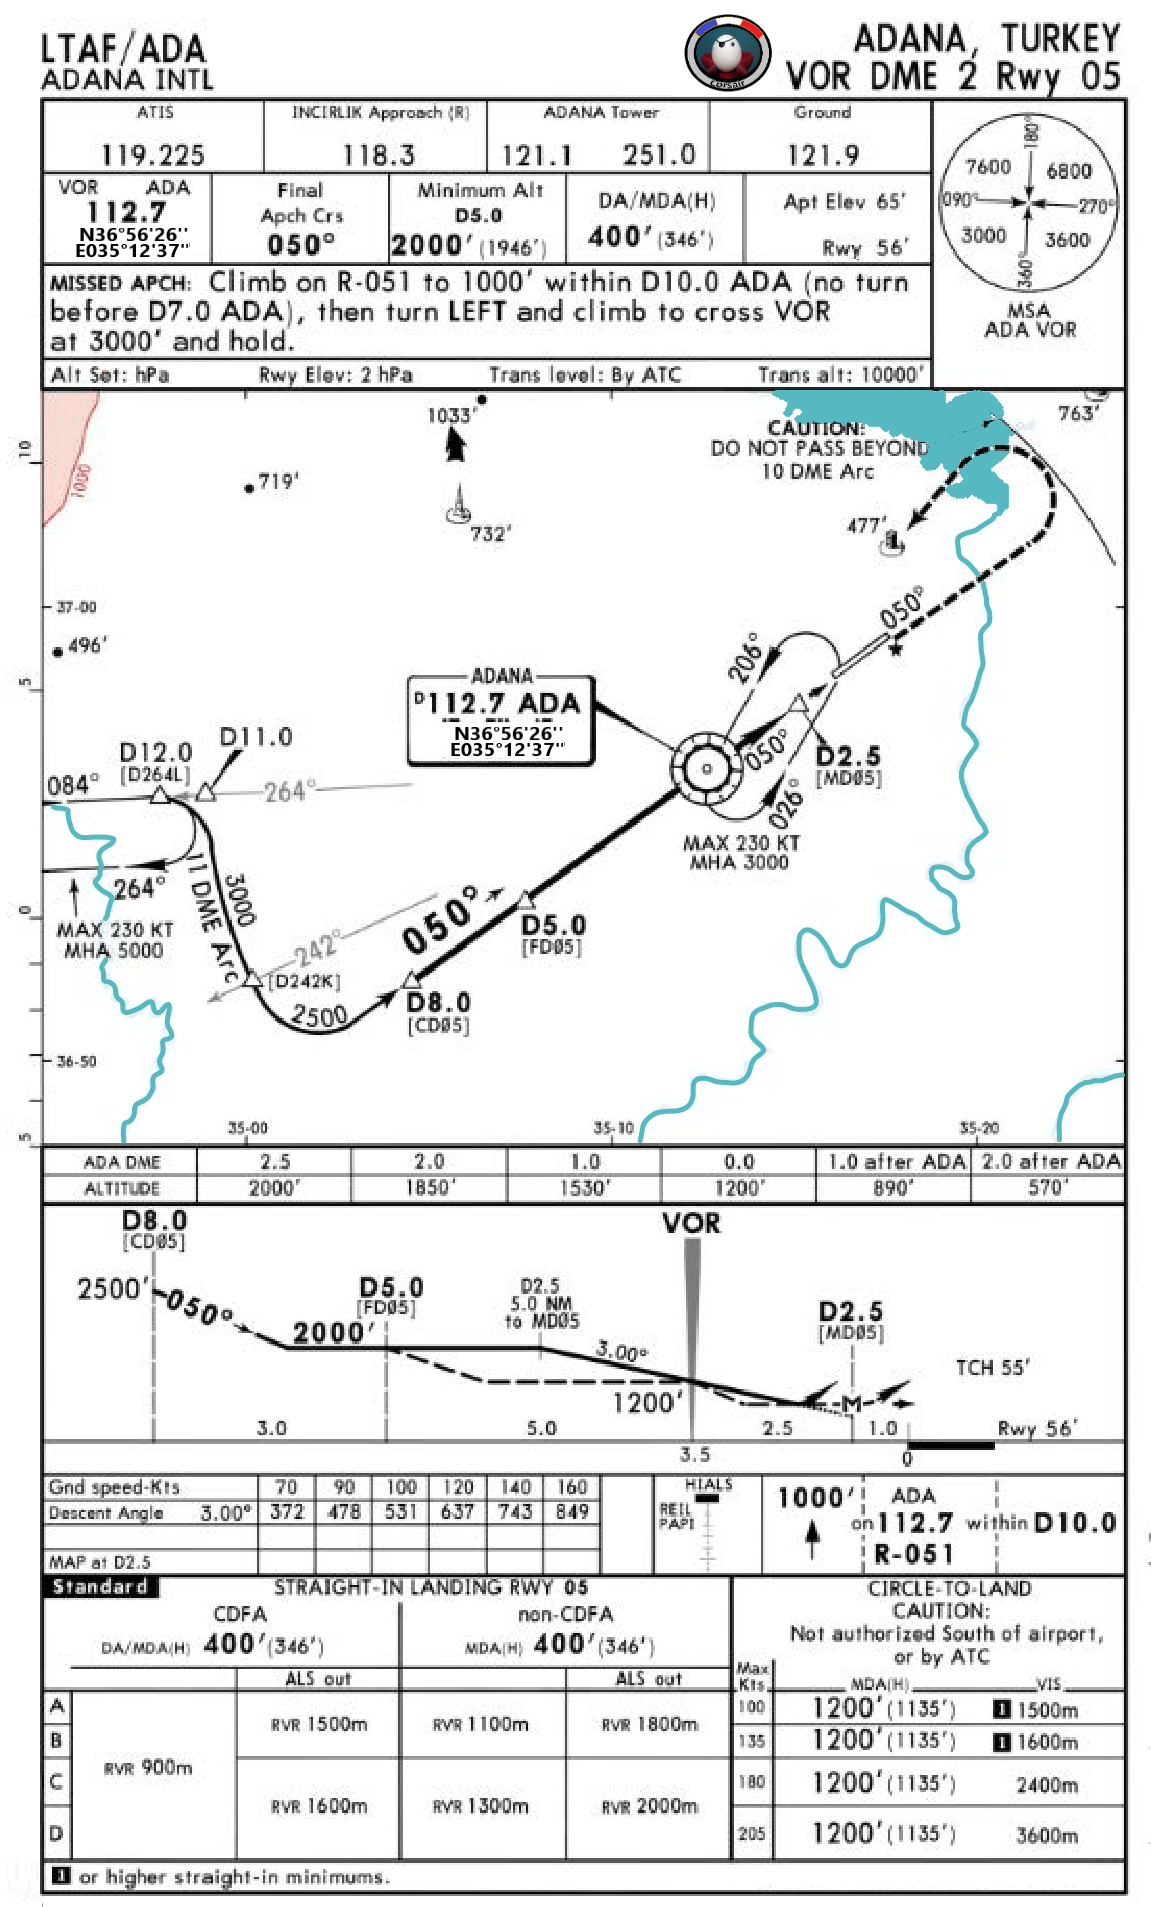 LTAF/ADA
ADANA INTL
corsair
ADANA, TURKEY
VOR DME 2 Rwy 05
ATIS
119.225
INCIRLIK Approach (R)
118.3
ADANA Tower
121.1 251.0
Ground
121.9
VOR ADA
112.7
N36°56'26''
E035°12'37''
Final
Apch Crs
050°
Minimum Alt
D5.0
2000' (1946')
DA/MDA(H)
400' (346')
Apt Elev 65'
Rwy 56'
180°
7600 6800
090° 270°
3000 3600
360°
MSA
ADA VOR
MISSED APCH: Climb on R-051 to 1000' within D10.0 ADA (no turn
before D7.0 ADA), then turn LEFT and climb to cross VOR
at 3000' and hold.
Alt Set: hPa Rwy Elev: 2 hPa Trans level: By ATC Trans alt: 10000'
10
1000
719'
1033'
732'
CAUTION:
DO NOT PASS BEYOND
10 DME Arc
763'
477'
37-00
496'
5
050°
206°
ADANA
D 112.7 ADA
N36°56'26''
E035°12'37''
D11.0
D12.0
[D264L]
084°
264°
050°
D2.5
[MD05]
026°
MAX 230 KT
MHA 3000
264°
11 DME Arc
3000
050°
D5.0
[FD05]
0
MAX 230 KT
MHA 5000
242°
[D242K]
D8.0
[CD05]
2500
36-50
5
35-00 35-10 35-20
ADA DME 2.5 2.0 1.0 0.0 1.0 after ADA 2.0 after ADA
ALTITUDE 2000' 1850' 1530' 1200' 890' 570'
D8.0
[CD05]
VOR
2500'
050°
D5.0
[FD05]
2000'
D2.5
5.0 NM
to MD05
3.00°
D2.5
[MD05]
TCH 55'
1200'
M
3.0 5.0 2.5 1.0 Rwy 56'
3.5 0
Gnd speed-Kts 70 90 100 120 140 160
Descent Angle 3.00° 372 478 531 637 743 849
MAP at D2.5
HIALS
REIL
PAPI
1000'
ADA
on 112.7 within D10.0
R-051
Standard
STRAIGHT-IN LANDING RWY 05
CDFA non-CDFA
DA/MDA(H) 400' (346') MDA(H) 400' (346')
ALS out ALS out
A
B
C
D
RVR 900m
RVR 1500m RVR 1100m RVR 1800m
RVR 1600m RVR 1300m RVR 2000m
CIRCLE-TO-LAND
CAUTION:
Not authorized South of airport,
or by ATC
Max
Kts MDA(H) VIS
100 1200' (1135') 1 1500m
135 1200' (1135') 1 1600m
180 1200' (1135') 2400m
205 1200' (1135') 3600m
1 or higher straight-in minimums.